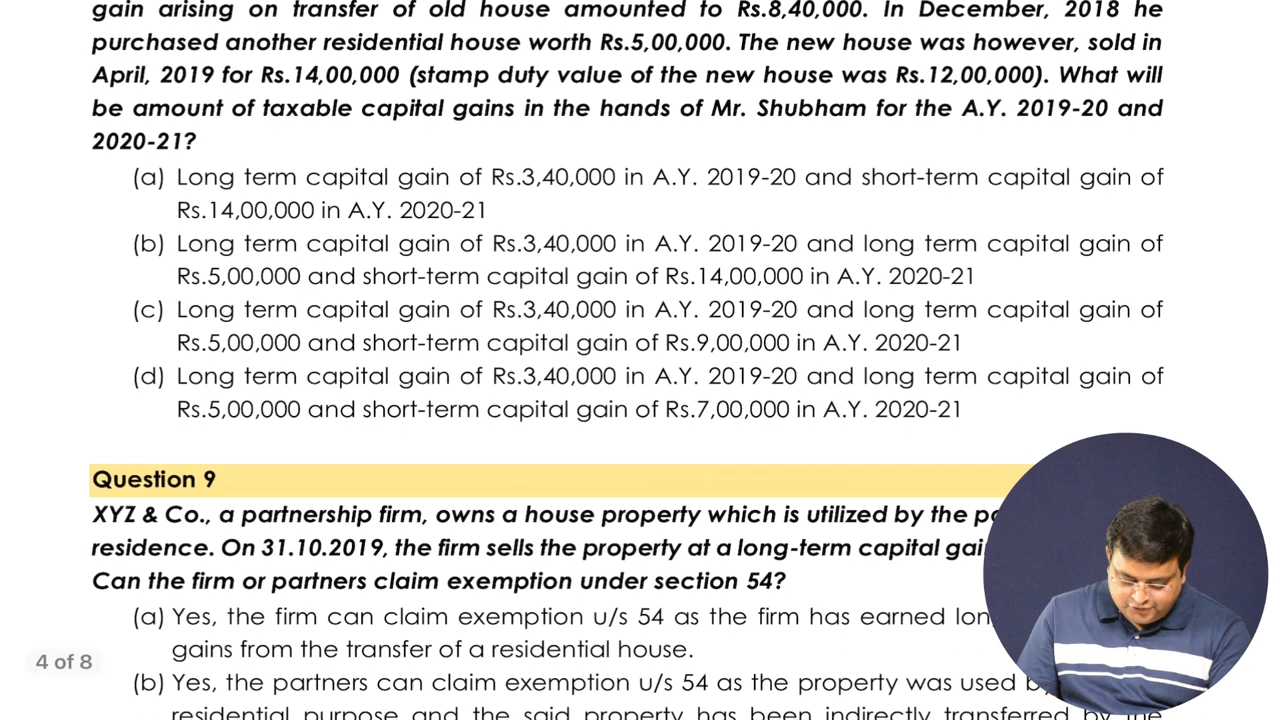 gain arising on transfer of old house amounted to Rs.8,40,000. In December, 2018 he
purchased another residential house worth Rs.5,00,000. The new house was however, sold in
April, 2019 for Rs.14,00,000 (stamp duty value of the new house was Rs.12,00,000). What will
be amount of taxable capital gains in the hands of Mr. Shubham for the A.Y. 2019-20 and
2020-21?
(a) Long term capital gain of Rs.3,40,000 in A.Y. 2019-20 and short-term capital gain of
Rs.14,00,000 in A.Y. 2020-21
(b) Long term capital gain of Rs.3,40,000 in A.Y. 2019-20 and long term capital gain of
Rs.5,00,000 and short-term capital gain of Rs.14,00,000 in A.Y. 2020-21
(c) Long term capital gain of Rs.3,40,000 in A.Y. 2019-20 and long term capital gain of
Rs.5,00,000 and short-term capital gain of Rs.9,00,000 in A.Y. 2020-21
(d) Long term capital gain of Rs.3,40,000 in A.Y. 2019-20 and long term capital gain of
Rs.5,00,000 and short-term capital gain of Rs.7,00,000 in A.Y. 2020-21
Question 9
XYZ & Co., a partnership firm, owns a house property which is utilized by the
residence. On 31.10.2019, the firm sells the property at a long-term capital
Can the firm or partners claim exemption under section 54?
(a) Yes, the firm can claim exemption u/s 54 as the firm has earned
gains from the transfer of a residential house.
4 of 8
(b) Yes, the partners can claim exemption u/s 54 as the property was used
residential purpose and the said property has been indirectly transferred by the